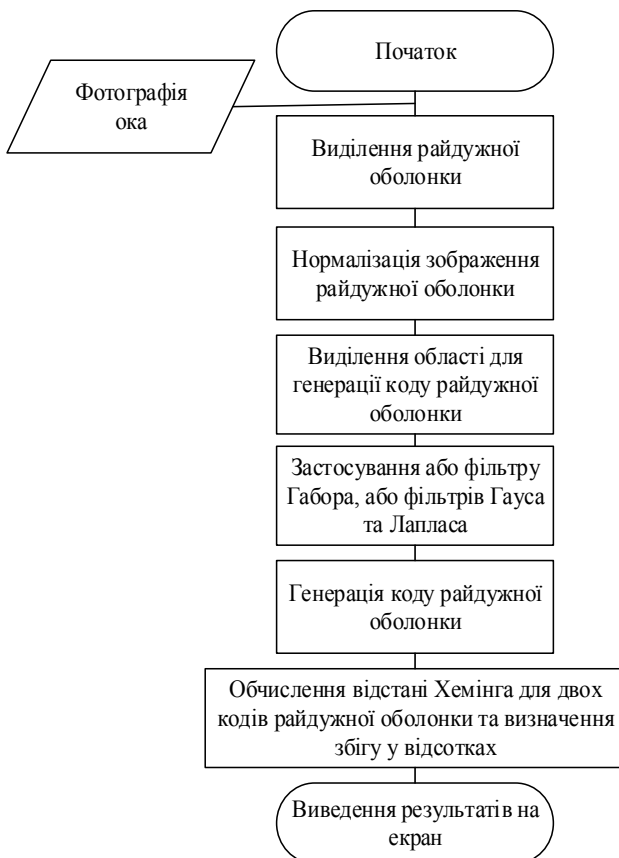 Початок
Фотографія
ока
Виділення райдужної
оболонки
Нормалізація зображення
райдужної оболонки
Виділення області для
генерації коду райдужної
оболонки
Застосування або фільтру
Габора, або фільтрів Гауса
та Лапласа
Генерація коду райдужної
оболонки
Обчислення відстані Хемінга для двох
кодів райдужної оболонки та визначення
збігу у відсотках
Виведення результатів на
екран